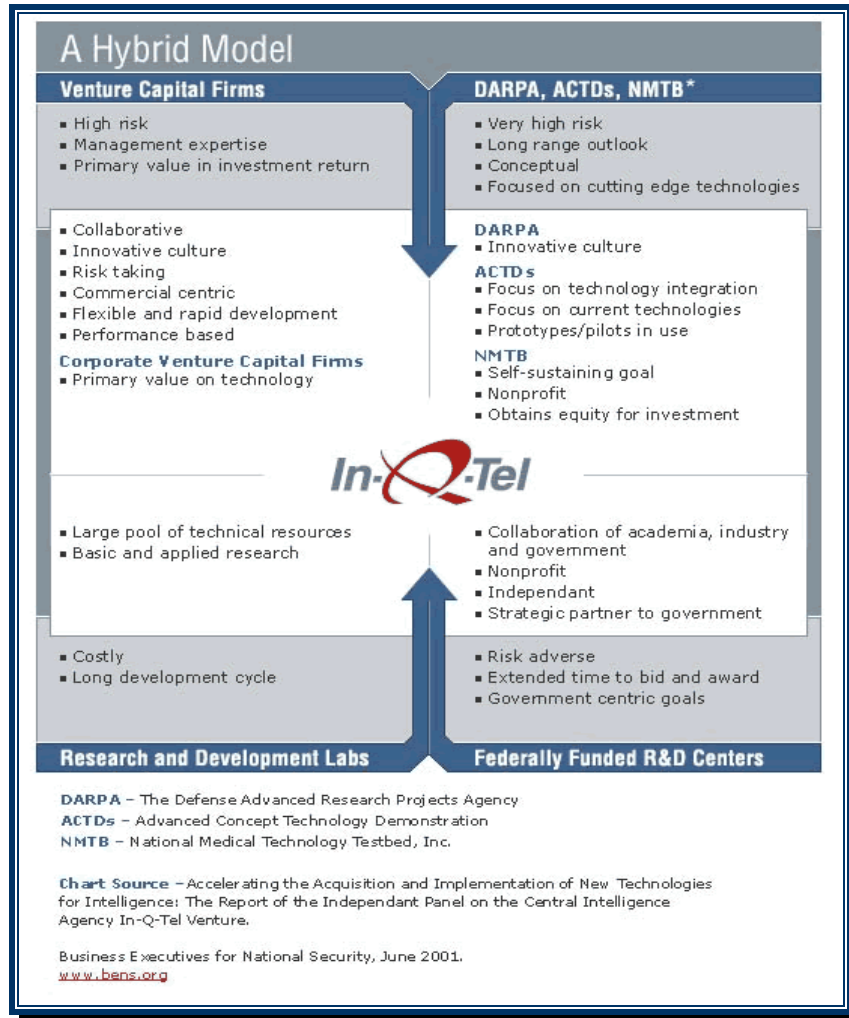 A Hybrid Model
Venture Capital Firms
▪ High risk
▪ Management expertise
▪ Primary value in investment return
▪ Collaborative
▪ Innovative culture
▪ Risk taking
▪ Commercial centric
▪ Flexible and rapid development
▪ Performance based
Corporate Venture Capital Firms
▪ Primary value on technology
DARPA, ACTDs, NMTB*
▪ Very high risk
▪ Long range outlook
▪ Conceptual
▪ Focused on cutting edge technologies
DARPA
▪ Innovative culture
ACTDs
▪ Focus on technology integration
▪ Focus on current technologies
▪ Prototypes/pilots in use
NMTB
▪ Self-sustaining goal
▪ Nonprofit
▪ Obtains equity for investment
In-Q-Tel
▪ Large pool of technical resources
▪ Basic and applied research
▪ Costly
▪ Long development cycle
Research and Development Labs
▪ Collaboration of academia, industry
and government
▪ Nonprofit
▪ Independant
▪ Strategic partner to government
▪ Risk adverse
▪ Extended time to bid and award
▪ Government centric goals
Federally Funded R&D Centers
DARPA – The Defense Advanced Research Projects Agency
ACTDs – Advanced Concept Technology Demonstration
NMTB – National Medical Technology Testbed, Inc.
Chart Source – Accelerating the Acquisition and Implementation of New Technologies
for Intelligence: The Report of the Independant Panel on the Central Intelligence
Agency In-Q-Tel Venture.
Business Executives for National Security, June 2001.
www.bens.org